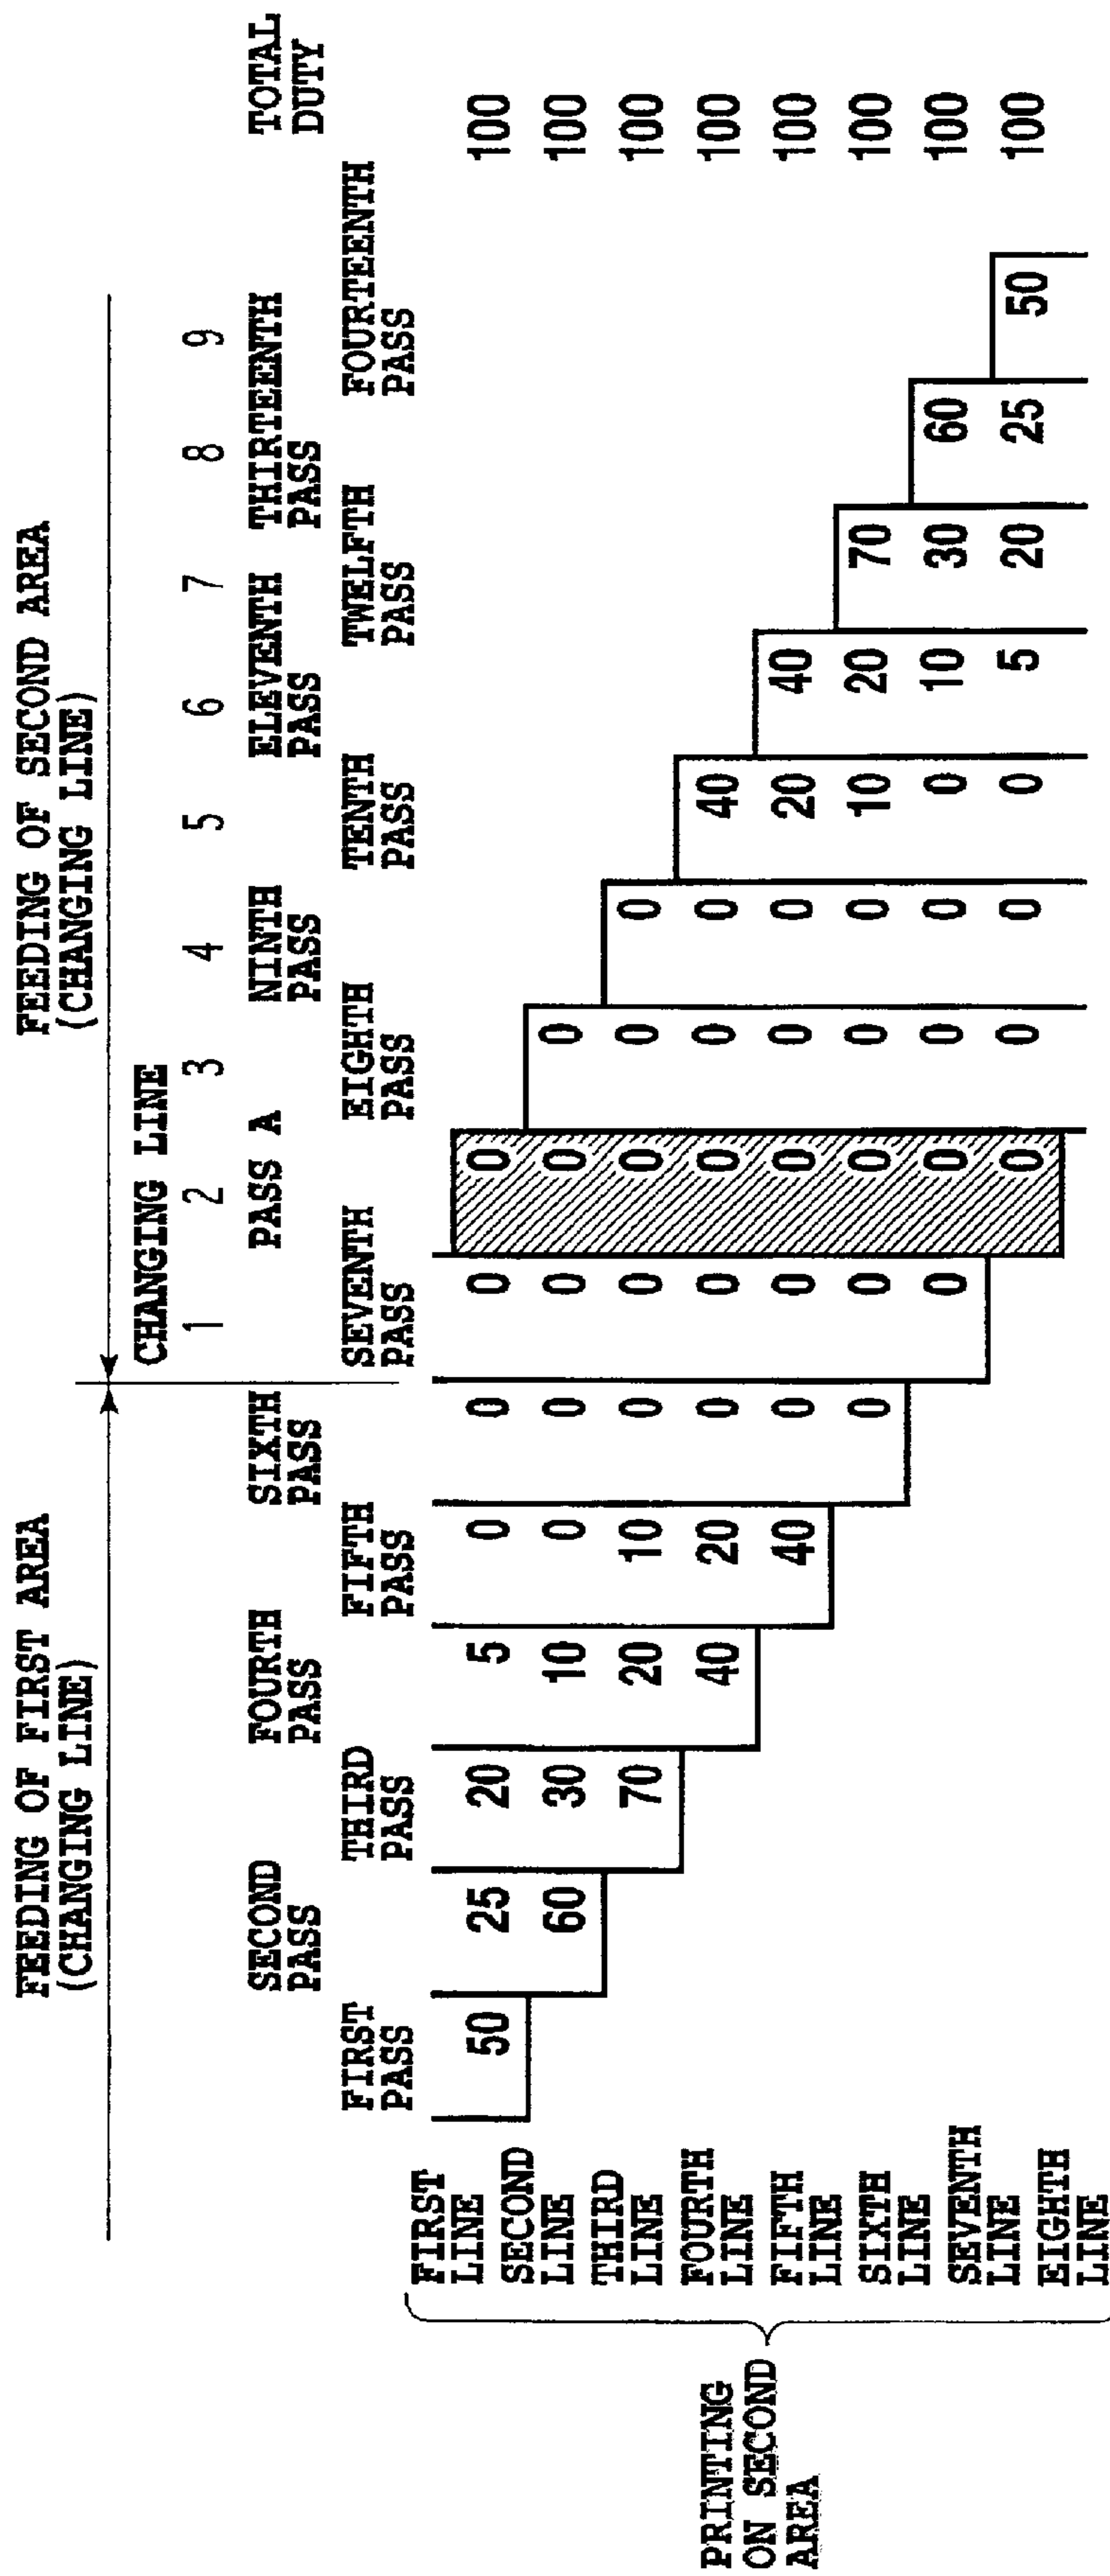 FEEDING OF FIRST AREA
(CHANGING LINE)
FEEDING OF SECOND AREA
(CHANGING LINE)
CHANGING LINE
1 2 3 4 5 6 7 8 9
SECOND PASS FOURTH PASS SIXTH PASS PASS A NINTH PASS ELEVENTH PASS THIRTEENTH PASS TOTAL DUTY
FIRST PASS THIRD PASS FIFTH PASS SEVENTH PASS EIGHTH PASS TENTH PASS TWELFTH PASS FOURTEENTH PASS
PRINTING
ON SECOND
AREA
FIRST LINE 50 25 20 5 0 0 0 0 100
SECOND LINE 60 30 10 0 0 0 0 0 100
THIRD LINE 70 20 10 0 0 0 0 0 100
FOURTH LINE 40 20 0 0 0 0 0 40 100
FIFTH LINE 40 0 0 0 0 0 20 40 100
SIXTH LINE 0 0 0 0 0 10 20 70 100
SEVENTH LINE 0 0 0 0 0 10 30 60 100
EIGHTH LINE 0 0 0 0 5 20 25 50 100